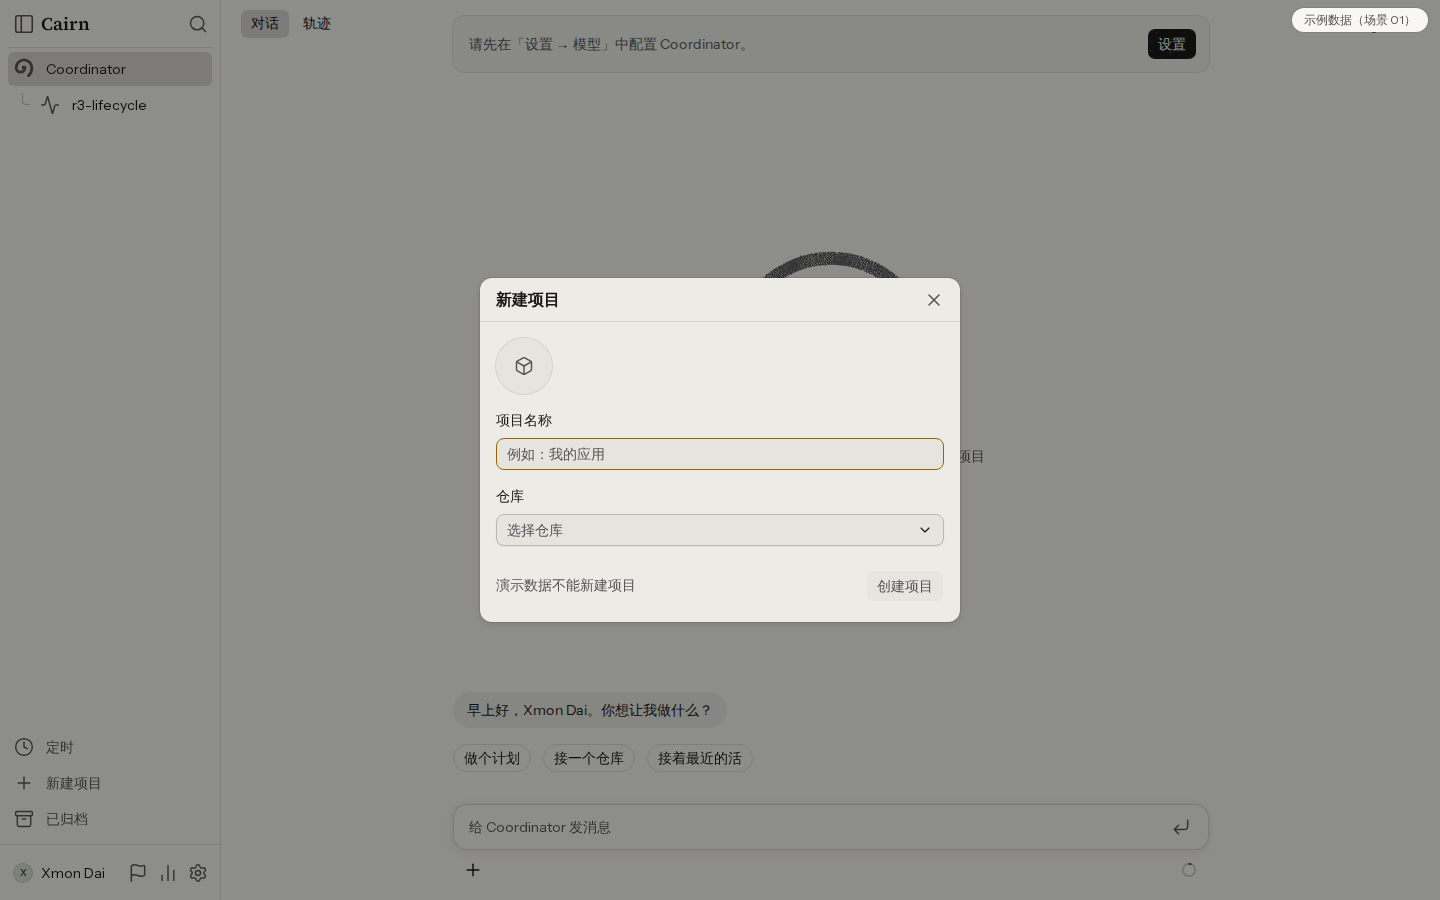 Cairn
对话
轨迹
示例数据（场景 01）
请先在「设置 → 模型」中配置 Coordinator。
设置
Coordinator
r3-lifecycle
新建项目
项目名称
例如：我的应用
项目
仓库
选择仓库
演示数据不能新建项目
创建项目
早上好，Xmon Dai。你想让我做什么？
做个计划
接一个仓库
接着最近的活
给 Coordinator 发消息
定时
新建项目
已归档
X
Xmon Dai